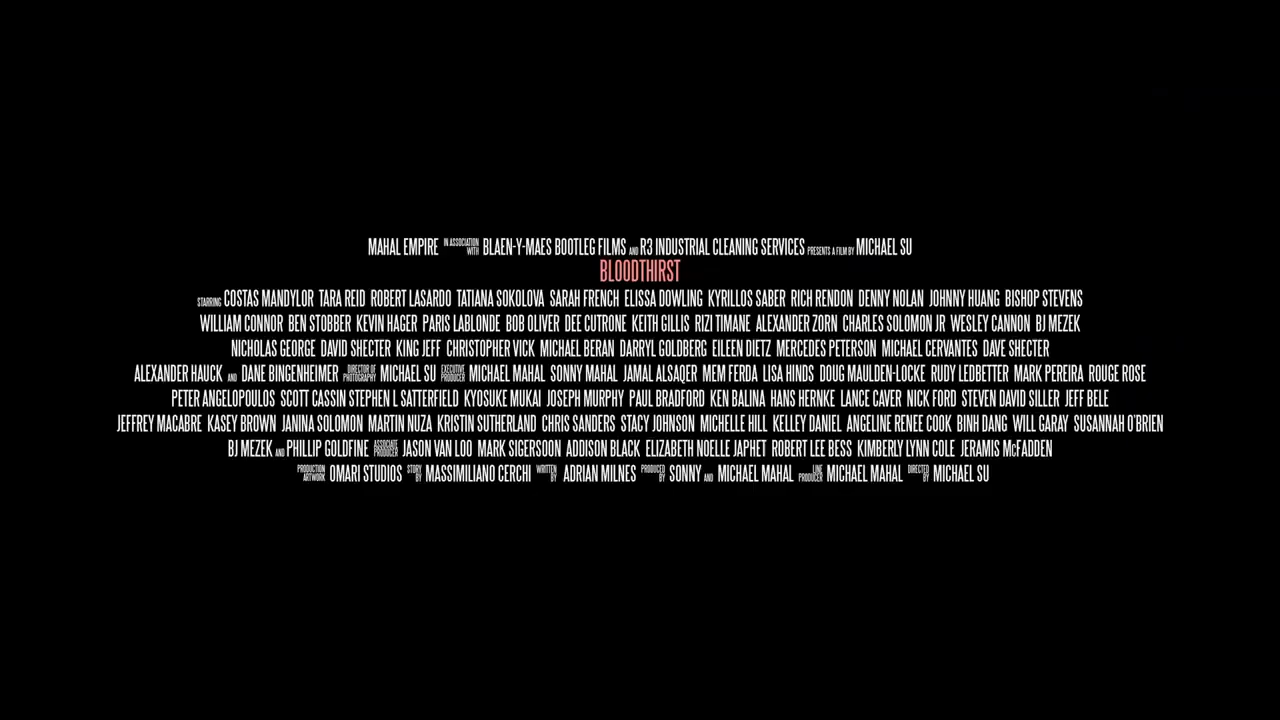 MAHAL EMPIRE IN ASSOCIATION WITH BLAEN-Y-MAES BOOTLEG FILMS AND R3 INDUSTRIAL CLEANING SERVICES PRESENTS A FILM BY MICHAEL SU
BLOODTHIRST
STARRING COSTAS MANDYLOR TARA REID ROBERT LASARDO TATIANA SOKOLOVA SARAH FRENCH ELISSA DOWLING KYRILLOS SABER RICH RENDON DENNY NOLAN JOHNNY HUANG BISHOP STEVENS
WILLIAM CONNOR BEN STOBBER KEVIN HAGER PARIS LABLONDE BOB OLIVER DEE CUTRONE KEITH GILLIS RIZI TIMANE ALEXANDER ZORN CHARLES SOLOMON JR WESLEY CANNON BJ MEZEK
NICHOLAS GEORGE DAVID SHECTER KING JEFF CHRISTOPHER VICK MICHAEL BERAN DARRYL GOLDBERG EILEEN DIETZ MERCEDES PETERSON MICHAEL CERVANTES DAVE SHECTER
ALEXANDER HAUCK AND DANE BINGENHEIMER DIRECTOR OF PHOTOGRAPHY MICHAEL SU EXECUTIVE PRODUCER MICHAEL MAHAL SONNY MAHAL JAMAL ALSAQER MEM FERDA LISA HINDS DOUG MAULDEN-LOCKE RUDY LEDBETTER MARK PEREIRA ROUGE ROSE
PETER ANGELOPOULOS SCOTT CASSIN STEPHEN L SATTERFIELD KYOSUKE MUKAI JOSEPH MURPHY PAUL BRADFORD KEN BALINA HANS HERNKE LANCE CAVER NICK FORD STEVEN DAVID SILLER JEFF BELE
JEFFREY MACABRE KASEY BROWN JANINA SOLOMON MARTIN NUZA KRISTIN SUTHERLAND CHRIS SANDERS STACY JOHNSON MICHELLE HILL KELLEY DANIEL ANGELINE RENEE COOK BINH DANG WILL GARAY SUSANNAH O'BRIEN
BJ MEZEK AND PHILLIP GOLDFINE ASSOCIATE PRODUCER JASON VAN LOO MARK SIGERSOON ADDISON BLACK ELIZABETH NOELLE JAPHET ROBERT LEE BESS KIMBERLY LYNN COLE JERAMIS McFADDEN
PRODUCTION ARTWORK OMARI STUDIOS STORY BY MASSIMILIANO CERCHI WRITTEN BY ADRIAN MILNES PRODUCED BY SONNY AND MICHAEL MAHAL LINE PRODUCER MICHAEL MAHAL DIRECTED BY MICHAEL SU